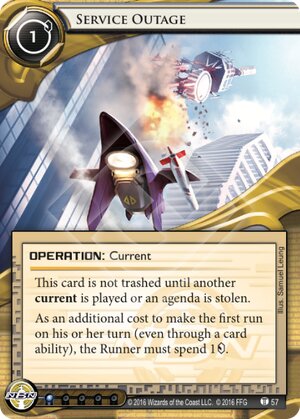 1
SERVICE OUTAGE
OPERATION: Current
This card is not trashed until another
current is played or an agenda is stolen.
As an additional cost to make the first run
on his or her turn (even through a card
ability), the Runner must spend 1.
Illus. Samuel Leung
NBN
© 2016 Wizards of the Coast LLC. © 2016 FFG
57